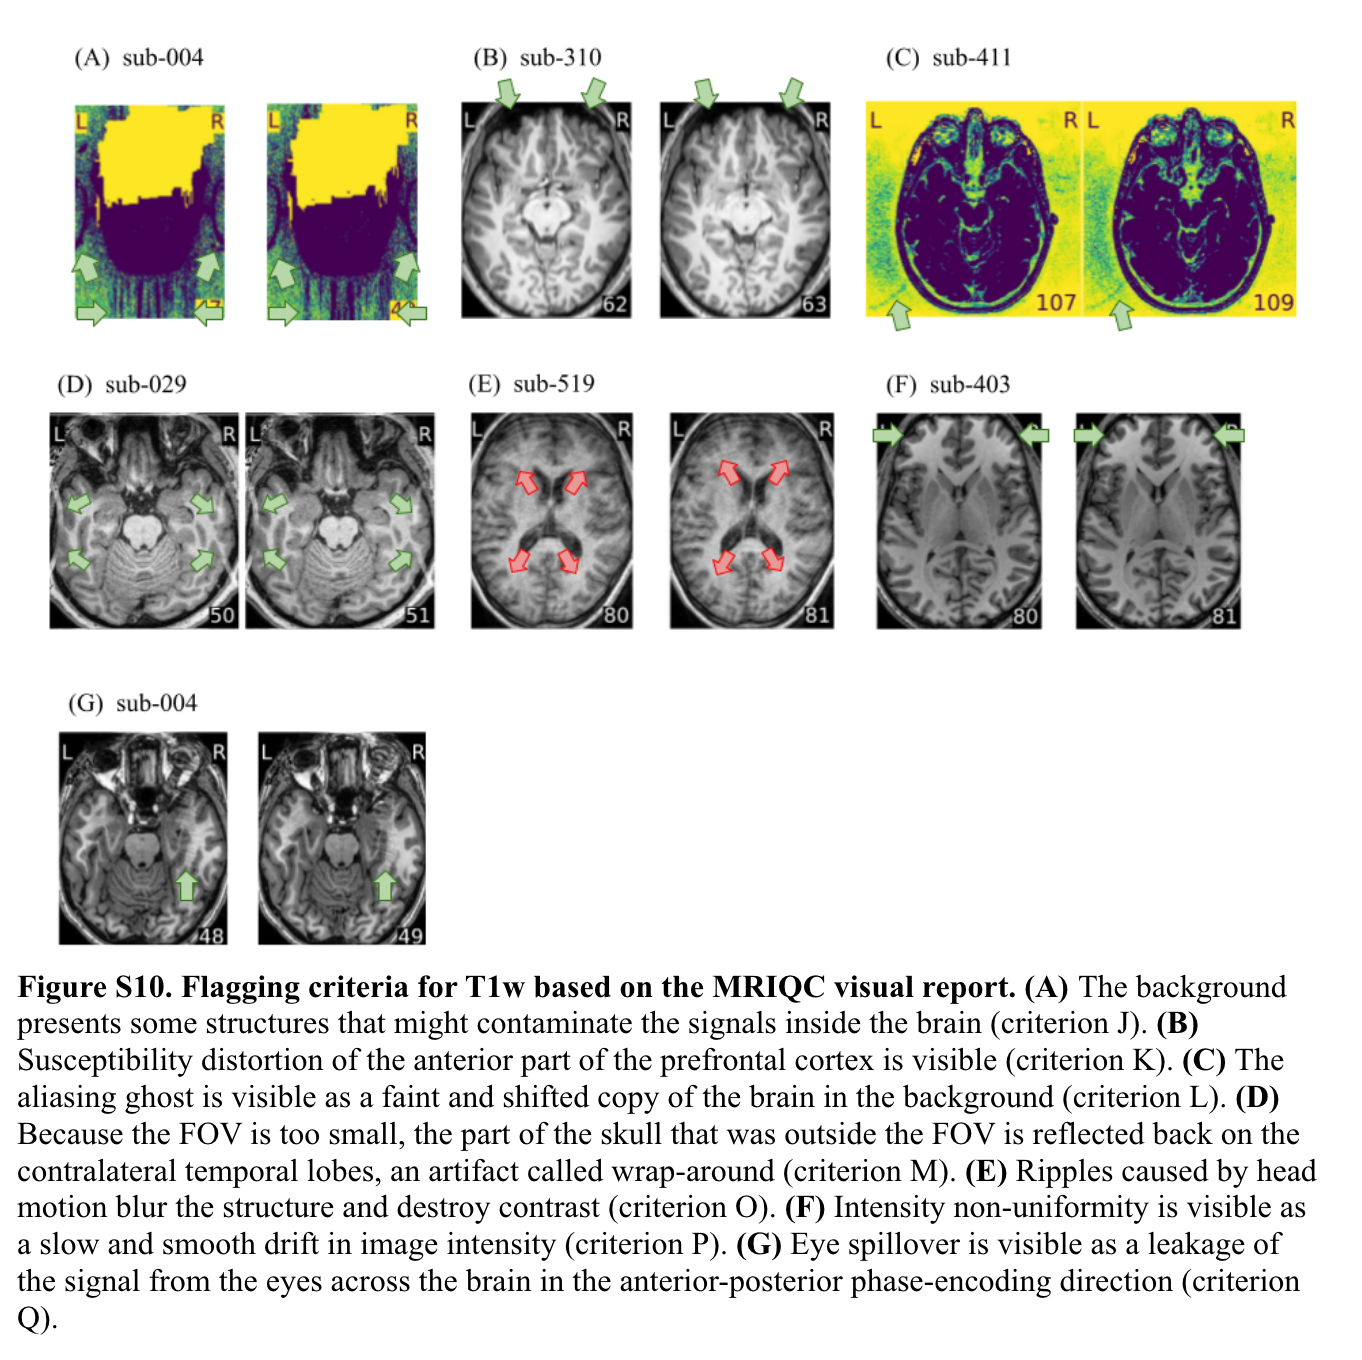 (A) sub-004
(B) sub-310
(C) sub-411
L R L R
L R L R
L R L R
62 63
107 109
(D) sub-029
(E) sub-519
(F) sub-403
L R L R
L R L R
50 51
80 81
80 81
(G) sub-004
L R L R
48 49
Figure S10. Flagging criteria for T1w based on the MRIQC visual report. (A) The background
presents some structures that might contaminate the signals inside the brain (criterion J). (B)
Susceptibility distortion of the anterior part of the prefrontal cortex is visible (criterion K). (C) The
aliasing ghost is visible as a faint and shifted copy of the brain in the background (criterion L). (D)
Because the FOV is too small, the part of the skull that was outside the FOV is reflected back on the
contralateral temporal lobes, an artifact called wrap-around (criterion M). (E) Ripples caused by head
motion blur the structure and destroy contrast (criterion O). (F) Intensity non-uniformity is visible as
a slow and smooth drift in image intensity (criterion P). (G) Eye spillover is visible as a leakage of
the signal from the eyes across the brain in the anterior-posterior phase-encoding direction (criterion
Q).